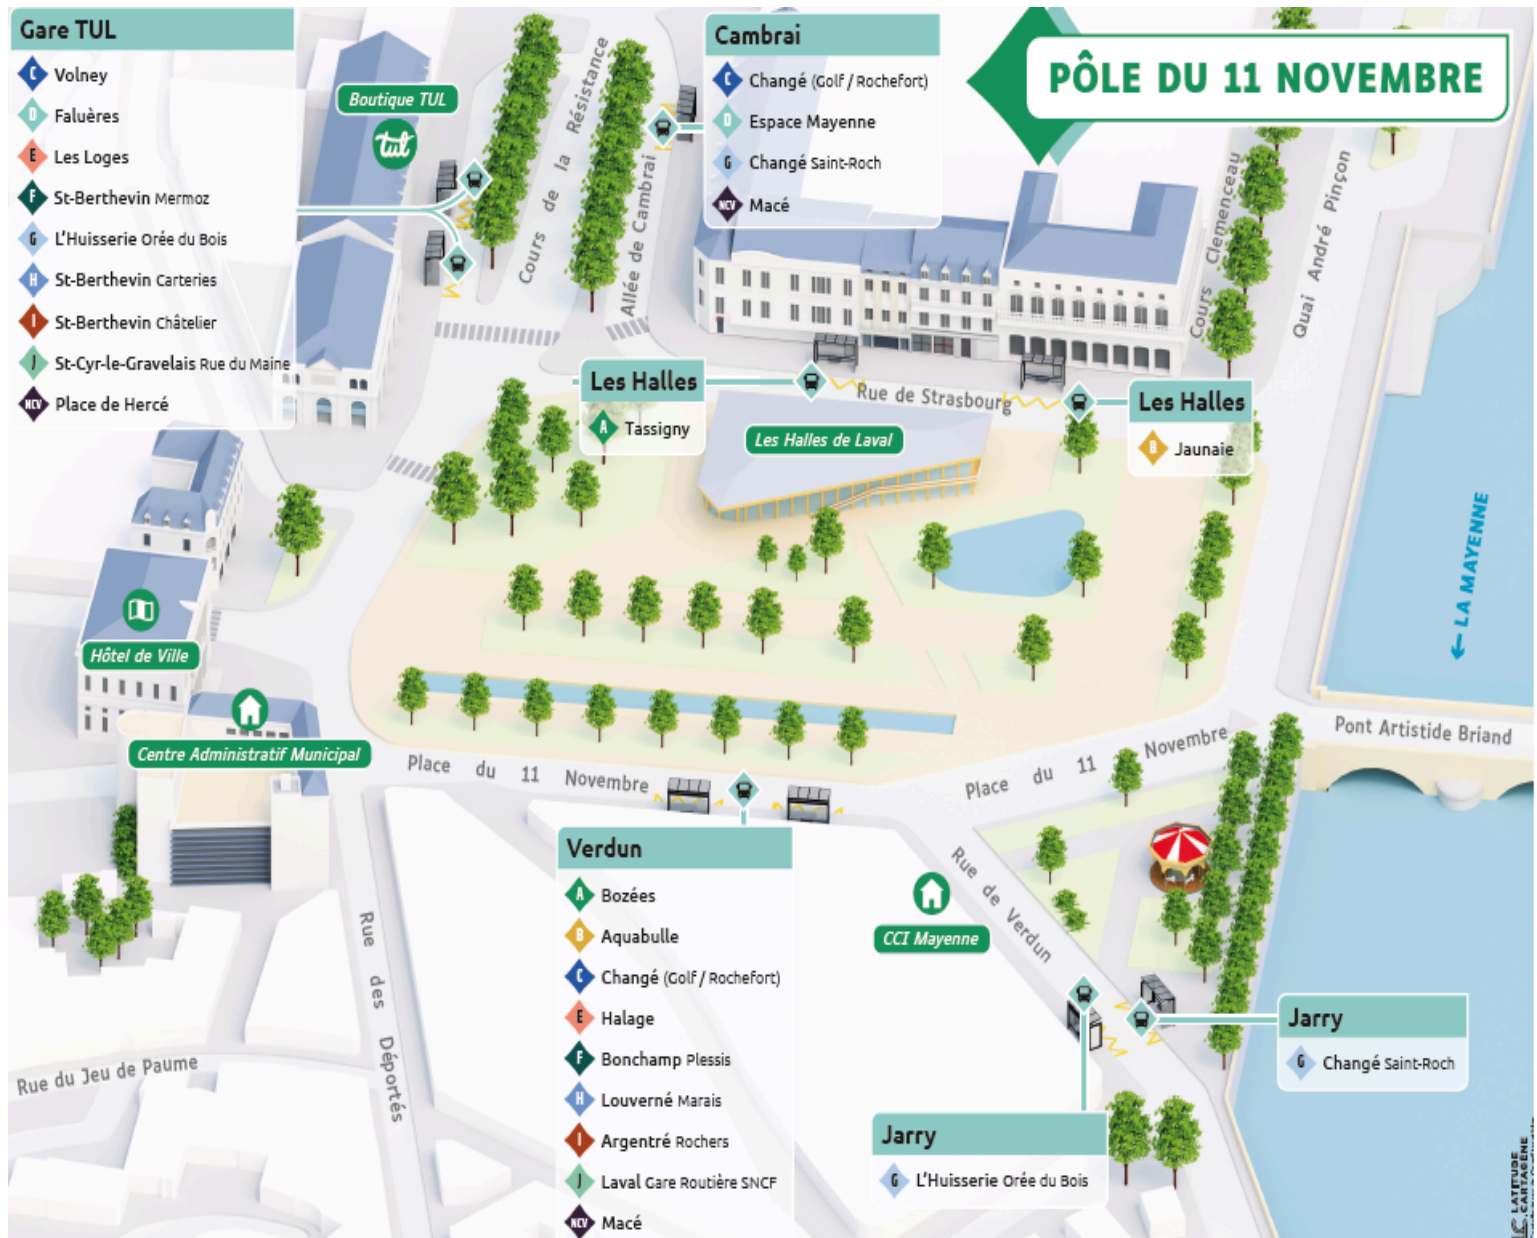 Gare TUL
C Volney
D Faluères
E Les Loges
F St-Berthevin Mermoz
G L'Huisserie Orée du Bois
H St-Berthevin Carteries
I St-Berthevin Châtelier
J St-Cyr-le-Gravelais Rue du Maine
NCV Place de Hercé
Boutique TUL
tul
Cours de la Résistance
Allée de Cambrai
Cambrai
C Changé (Golf / Rochefort)
D Espace Mayenne
G Changé Saint-Roch
NCV Macé
PÔLE DU 11 NOVEMBRE
Cours Clemenceau
Quai André Pinçon
Les Halles
A Tassigny
Rue de Strasbourg
Les Halles
B Jaunaie
Les Halles de Laval
← LA MAYENNE
Hôtel de Ville
Centre Administratif Municipal
Place du 11 Novembre
Place du 11 Novembre
Pont Artistide Briand
Verdun
A Bozées
B Aquabulle
C Changé (Golf / Rochefort)
E Halage
F Bonchamp Plessis
H Louverné Marais
I Argentré Rochers
J Laval Gare Routière SNCF
NCV Macé
Rue de Verdun
CCI Mayenne
Rue des Déportés
Rue du Jeu de Paume
Jarry
G Changé Saint-Roch
Jarry
G L'Huisserie Orée du Bois
LATITUDE
CARTAGÈNE